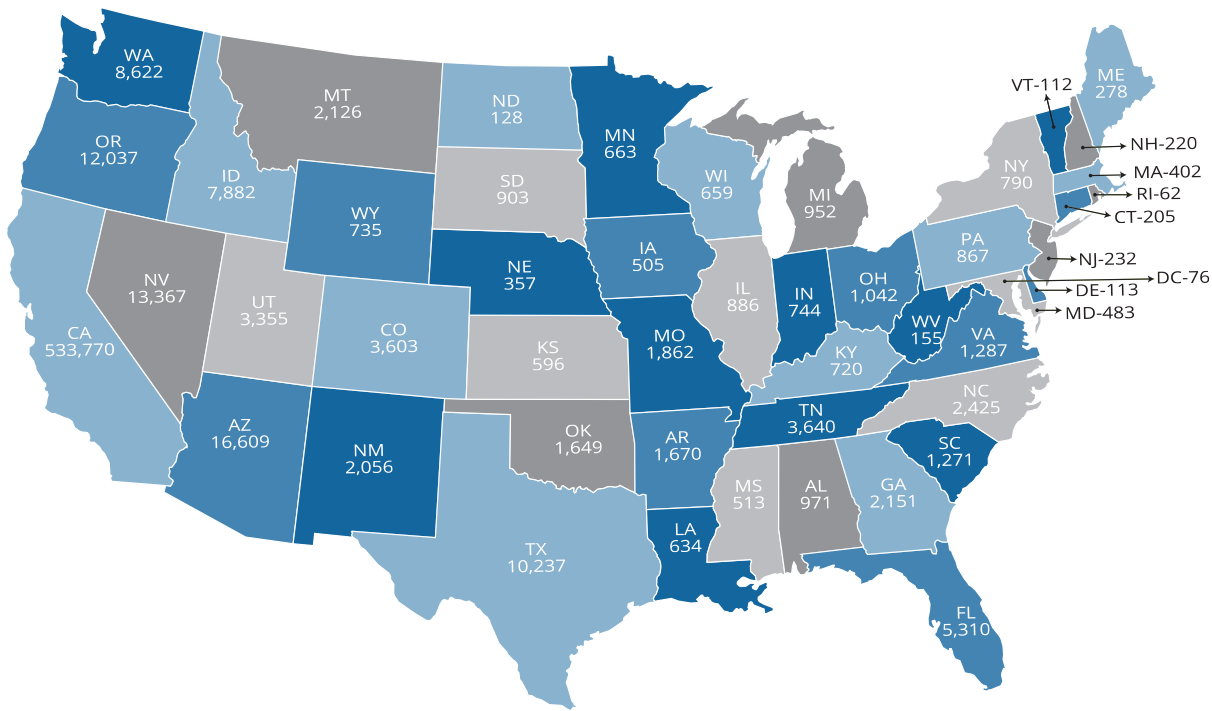 WA
8,622
MT
2,126
ND
128
MN
663
ME
278
VT-112
OR
12,037
ID
7,882
SD
903
WI
659
MI
952
NY
790
NH-220
MA-402
RI-62
CT-205
WY
735
IA
505
PA
867
NJ-232
DC-76
DE-113
MD-483
NV
13,367
UT
3,355
NE
357
IL
886
IN
744
OH
1,042
WV
155
VA
1,287
CA
533,770
CO
3,603
KS
596
MO
1,862
KY
720
NC
2,425
AZ
16,609
NM
2,056
OK
1,649
AR
1,670
TN
3,640
SC
1,271
MS
513
AL
971
GA
2,151
TX
10,237
LA
634
FL
5,310